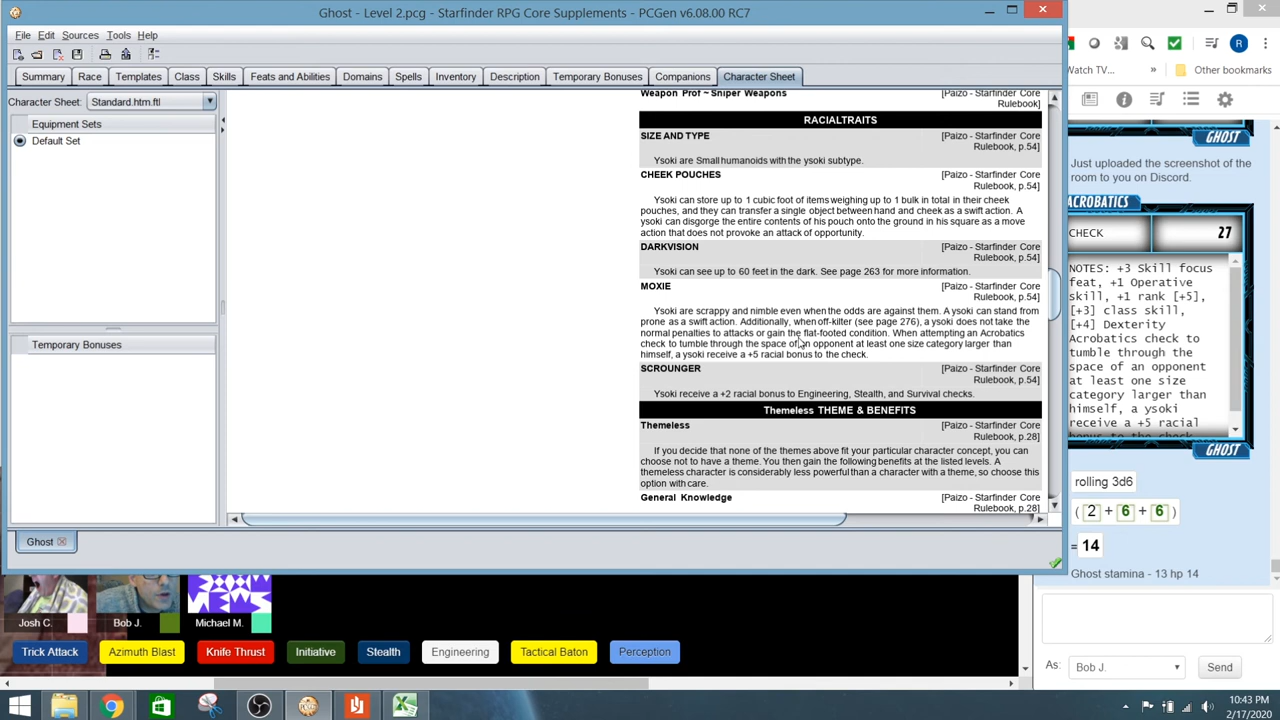 Ghost - Level 2.pcg - Starfinder RPG Core Supplements - PCGen v6.08.00 RC7
File Edit Sources Tools Help
Summary Race Templates Class Skills Feats and Abilities Domains Spells Inventory Description Temporary Bonuses Companions Character Sheet
Character Sheet: Standard.htm.ftl
Equipment Sets
Default Set
Temporary Bonuses
Weapon Prof ~ Sniper Weapons [Paizo - Starfinder Core
Rulebook]
RACIALTRAITS
SIZE AND TYPE [Paizo - Starfinder Core
Rulebook, p.54]
Ysoki are Small humanoids with the ysoki subtype.
CHEEK POUCHES [Paizo - Starfinder Core
Rulebook, p.54]
Ysoki can store up to 1 cubic foot of items weighing up to 1 bulk in total in their cheek
pouches, and they can transfer a single object between hand and cheek as a swift action. A
ysoki can disgorge the entire contents of his pouch onto the ground in his square as a move
action that does not provoke an attack of opportunity.
DARKVISION [Paizo - Starfinder Core
Rulebook, p.54]
Ysoki can see up to 60 feet in the dark. See page 263 for more information.
MOXIE [Paizo - Starfinder Core
Rulebook, p.54]
Ysoki are scrappy and nimble even when the odds are against them. A ysoki can stand from
prone as a swift action. Additionally, when off-kilter (see page 276), a ysoki does not take the
normal penalties to attacks or gain the flat-footed condition. When attempting an Acrobatics
check to tumble through the space of an opponent at least one size category larger than
himself, a ysoki receive a +5 racial bonus to the check.
SCROUNGER [Paizo - Starfinder Core
Rulebook, p.54]
Ysoki receive a +2 racial bonus to Engineering, Stealth, and Survival checks.
Themeless THEME & BENEFITS
Themeless [Paizo - Starfinder Core
Rulebook, p.28]
If you decide that none of the themes above fit your particular character concept, you can
choose not to have a theme. You then gain the following benefits at the listed levels. A
themeless character is considerably less powerful than a character with a theme, so choose this
option with care.
General Knowledge [Paizo - Starfinder Core
Rulebook, p.28]
Ghost
Josh C. Bob J. Michael M.
Trick Attack Azimuth Blast Knife Thrust Initiative Stealth Engineering Tactical Baton Perception
R
Watch TV... » Other bookmarks
GHOST
Just uploaded the screenshot of the
room to you on Discord.
ACROBATICS
CHECK 27
NOTES: +3 Skill focus
feat, +1 Operative
skill, +1 rank [+5],
[+3] class skill,
[+4] Dexterity
Acrobatics check to
tumble through the
space of an opponent
at least one size
category larger than
himself, a ysoki
receive a +5 racial
bonus to the check
GHOST
rolling 3d6
(2 + 6 + 6)
= 14
Ghost stamina - 13 hp 14
As: Bob J. Send
10:43 PM
2/17/2020